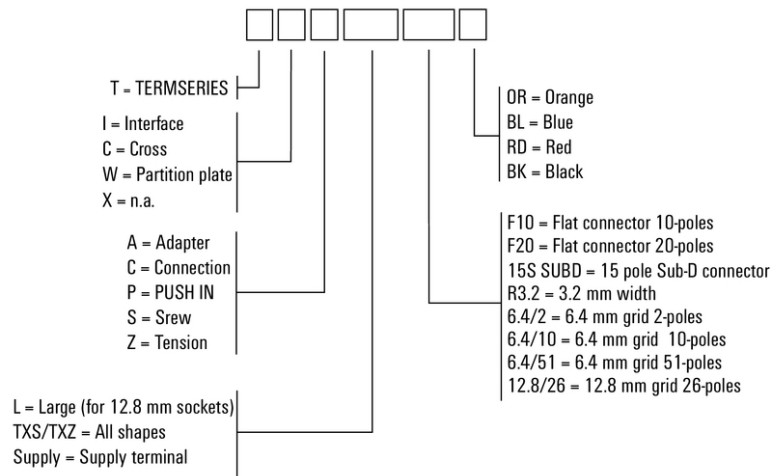 T = TERMSERIES
I = Interface
C = Cross
W = Partition plate
X = n.a.
A = Adapter
C = Connection
P = PUSH IN
S = Srew
Z = Tension
L = Large (for 12.8 mm sockets)
TXS/TXZ = All shapes
Supply = Supply terminal
OR = Orange
BL = Blue
RD = Red
BK = Black
F10 = Flat connector 10-poles
F20 = Flat connector 20-poles
15S SUBD = 15 pole Sub-D connector
R3.2 = 3.2 mm width
6.4/2 = 6.4 mm grid 2-poles
6.4/10 = 6.4 mm grid 10-poles
6.4/51 = 6.4 mm grid 51-poles
12.8/26 = 12.8 mm grid 26-poles